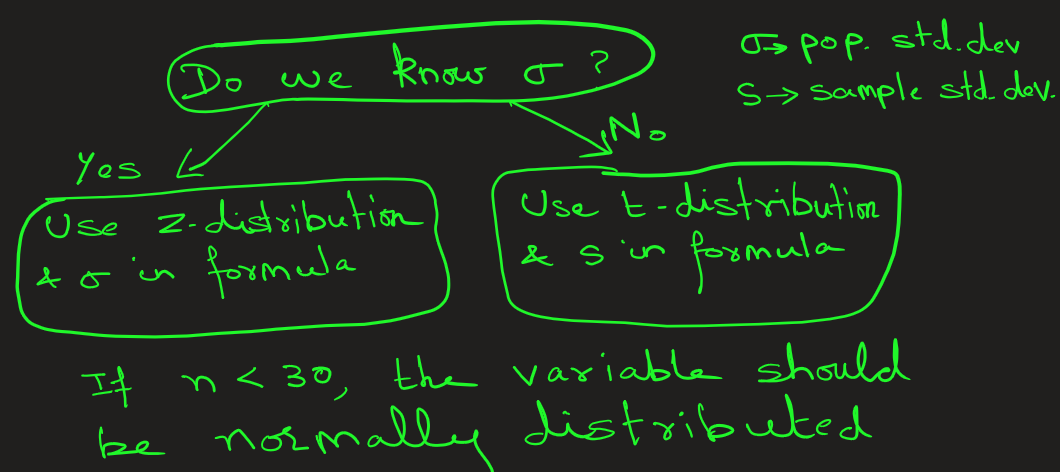 Do we know σ?
σ→ pop. std.dev
s→ sample std.dev.
Yes
No
Use z-distribution
& σ in formula
Use t-distribution
& s in formula
If n < 30, the variable should
be normally distributed